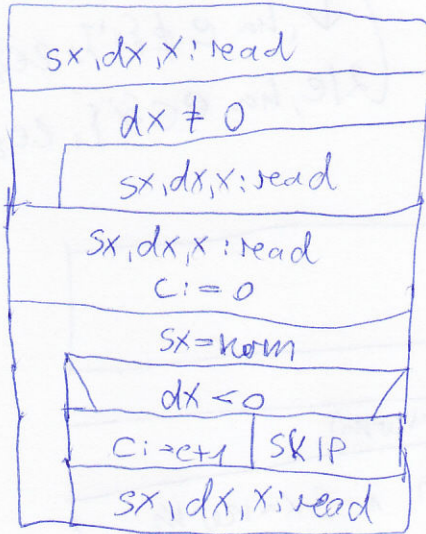 sx,dx,x:read
dx ≠ 0
sx,dx,x:read
sx,dx,x:read
c:=0
sx=norm
dx<0
c:=c+1 SKIP
sx,dx,x:read